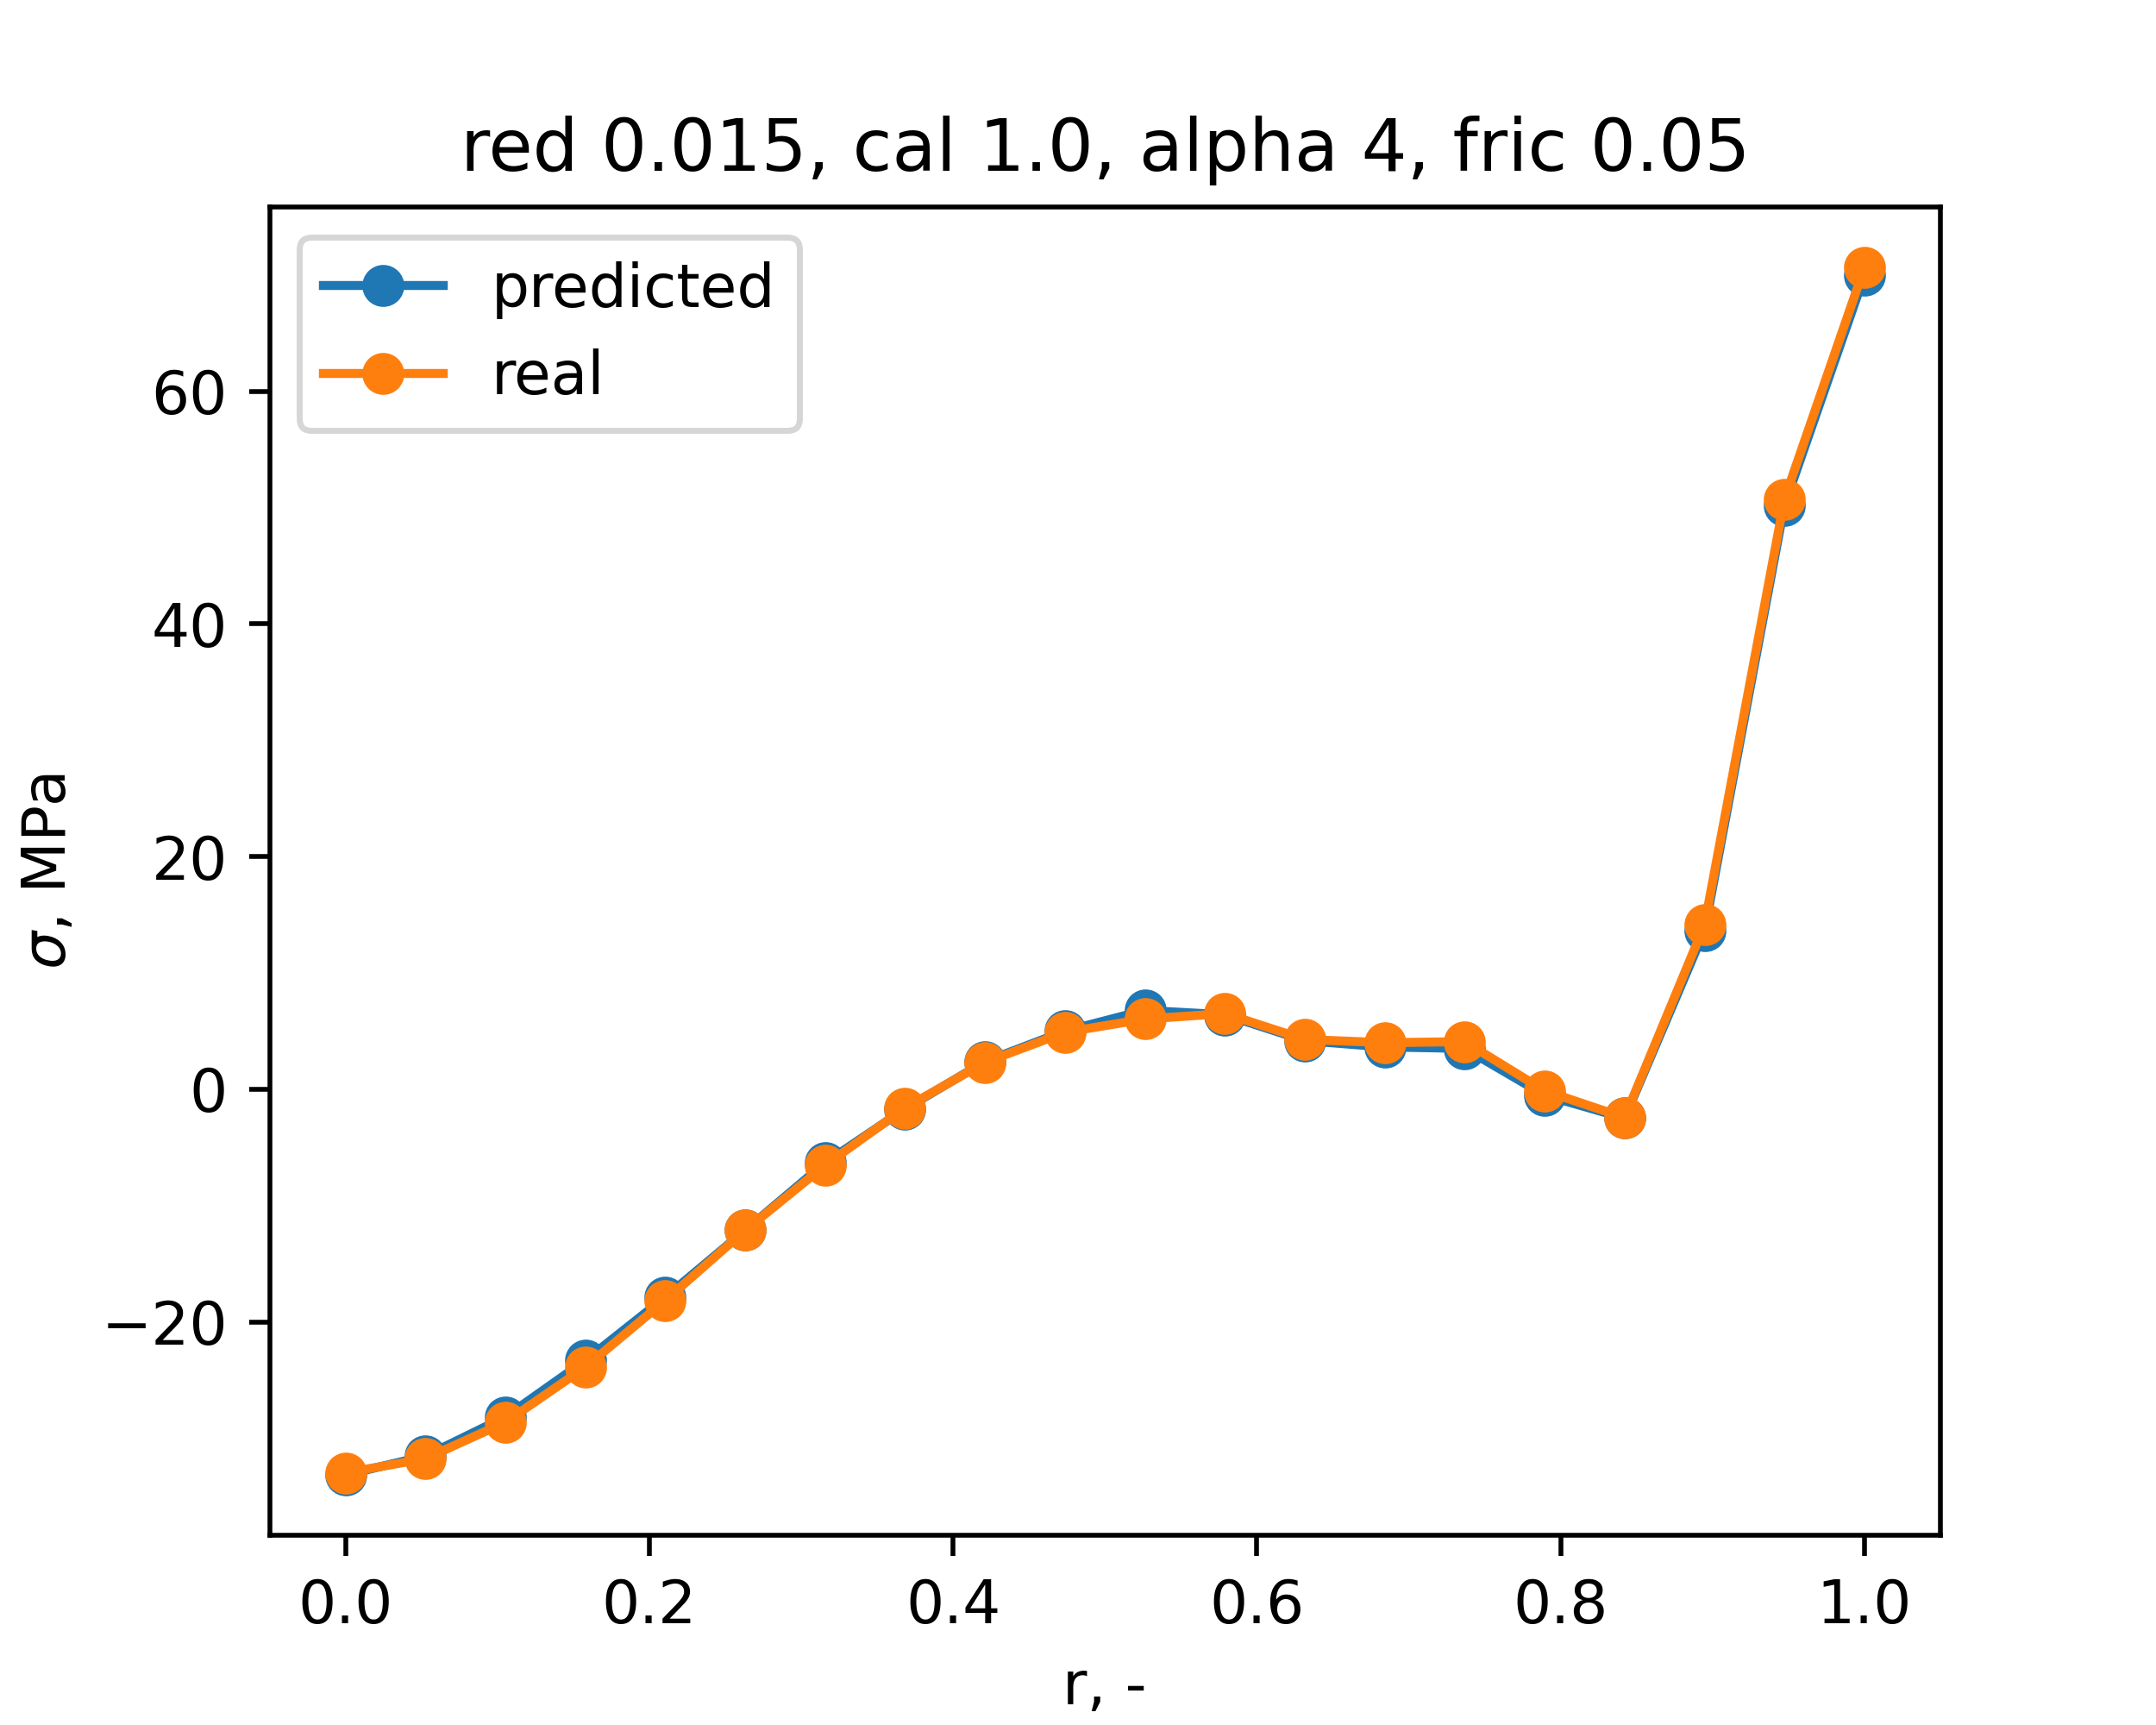 red 0.015, cal 1.0, alpha 4, fric 0.05
predicted
real
60
40
20
0
−20
σ, MPa
0.0 0.2 0.4 0.6 0.8 1.0
r, -